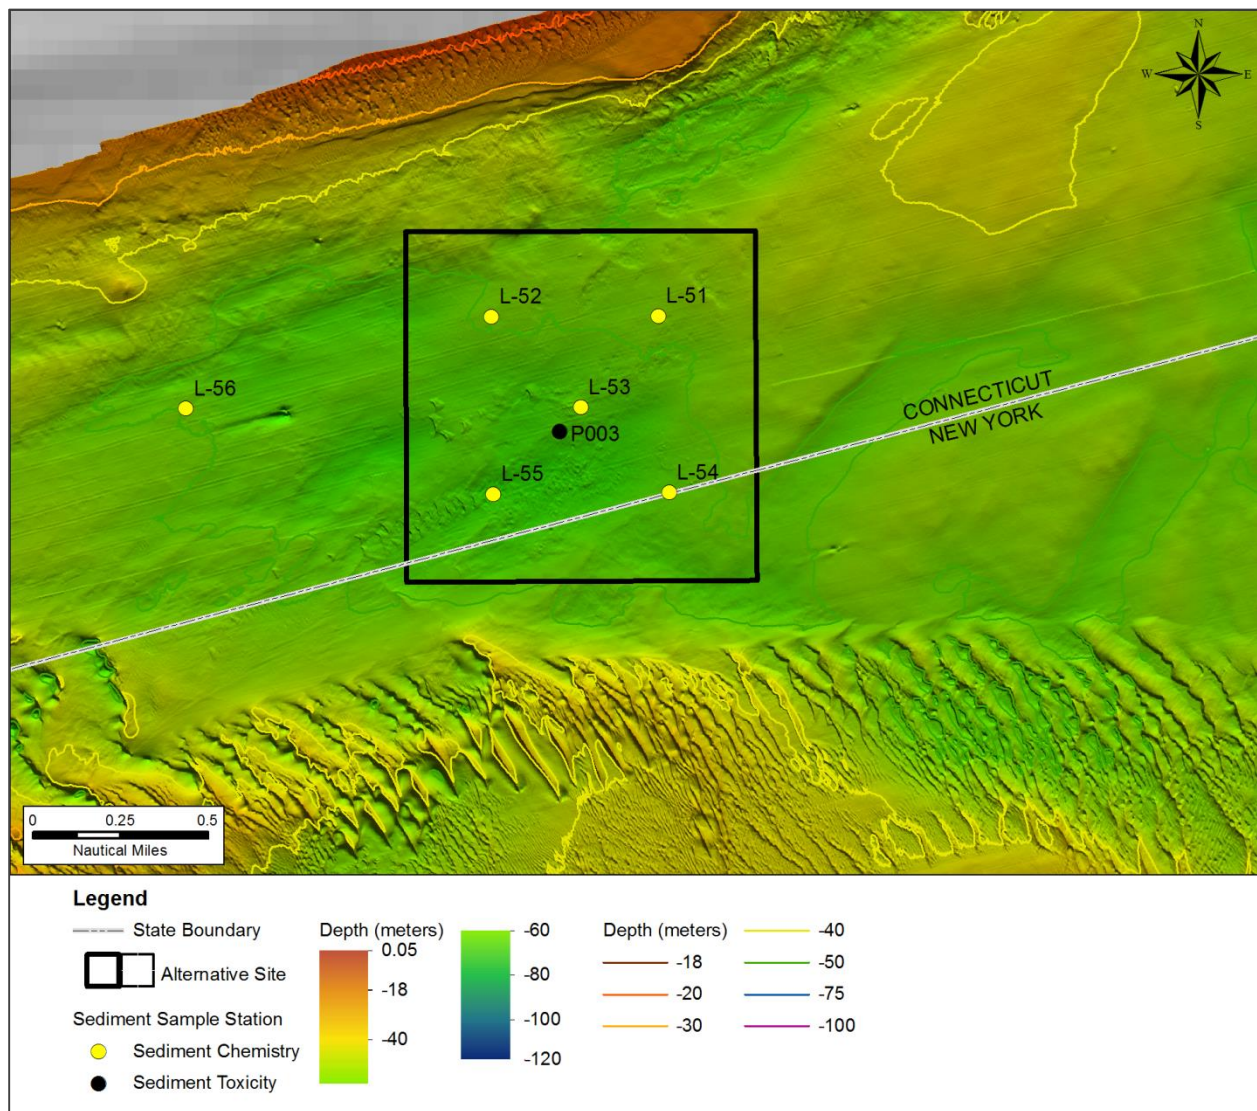 N
W E
S
L-52
L-51
L-56
L-53
P003
L-55
L-54
CONNECTICUT
NEW YORK
0 0.25 0.5
Nautical Miles
Legend
State Boundary
Alternative Site
Sediment Sample Station
Sediment Chemistry
Sediment Toxicity
Depth (meters)
0.05
-18
-40
-60
-80
-100
-120
Depth (meters)
-18
-20
-30
-40
-50
-75
-100